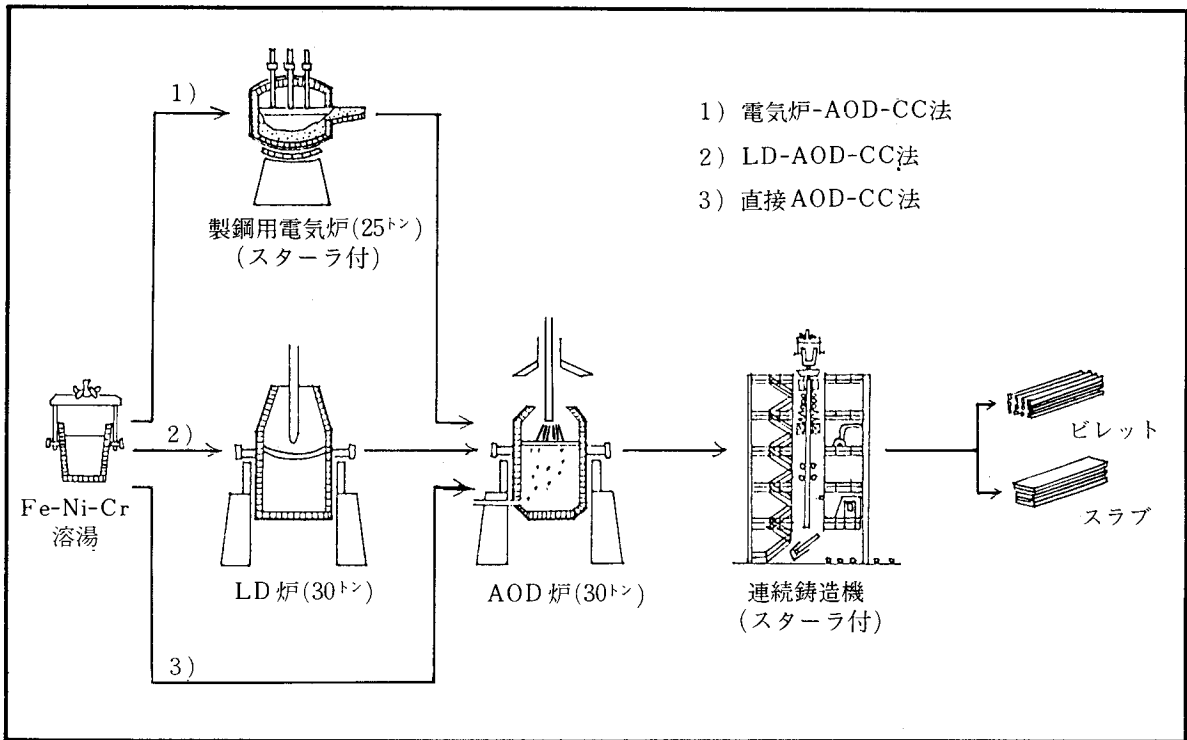 1)
1) 電気炉-AOD-CC法
2) LD-AOD-CC法
3) 直接AOD-CC法
製鋼用電気炉(25トン)
(スターラ付)
2)
Fe-Ni-Cr
溶湯
LD炉(30トン)
AOD炉(30トン)
連続鋳造機
(スターラ付)
ビレット
スラブ
3)